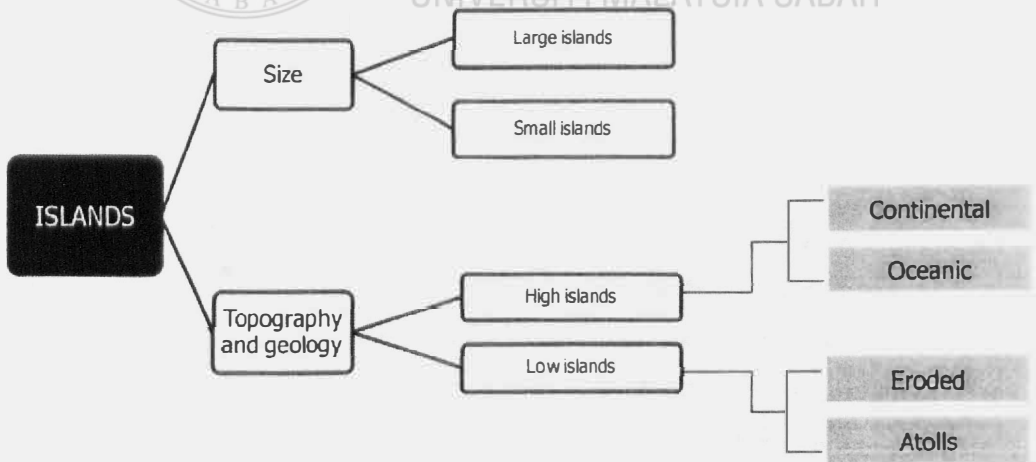 UNIVERSITI MALAYSIA SABAH
Large islands
Size
Small islands
ISLANDS
Continental
Oceanic
High islands
Topography
and geology
Low islands
Eroded
Atolls